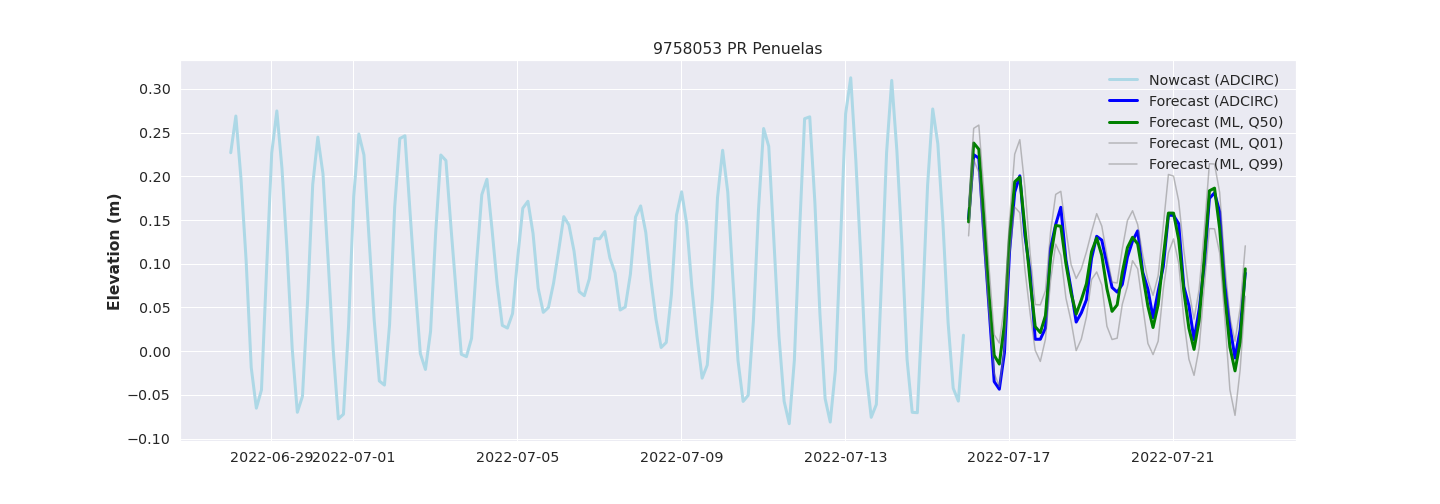 9758053 PR Penuelas
Nowcast (ADCIRC)
Forecast (ADCIRC)
Forecast (ML, Q50)
Forecast (ML, Q01)
Forecast (ML, Q99)
Elevation (m)
0.30
0.25
0.20
0.15
0.10
0.05
0.00
−0.05
−0.10
2022-06-29 2022-07-01 2022-07-05 2022-07-09 2022-07-13 2022-07-17 2022-07-21